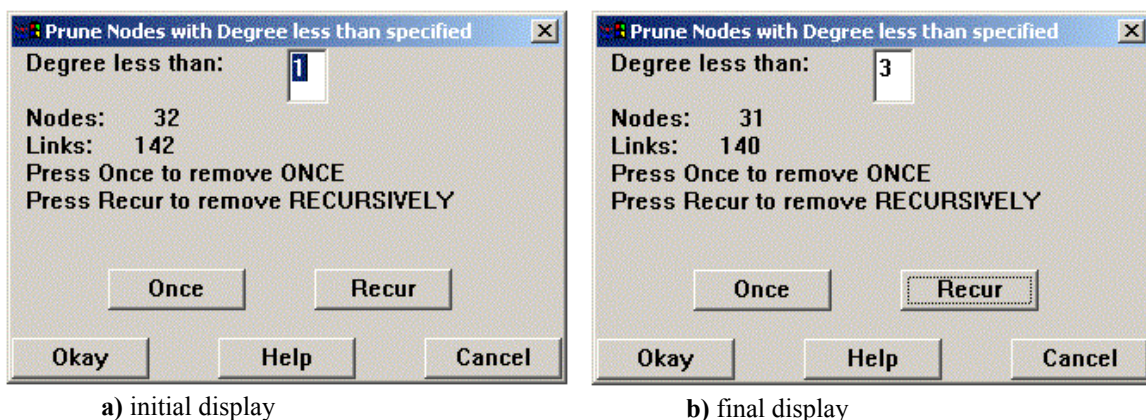 Prune Nodes with Degree less than specified
Degree less than: 1
Nodes: 32
Links: 142
Press Once to remove ONCE
Press Recur to remove RECURSIVELY
Once Recur
Okay Help Cancel
a) initial display
Prune Nodes with Degree less than specified
Degree less than: 3
Nodes: 31
Links: 140
Press Once to remove ONCE
Press Recur to remove RECURSIVELY
Once Recur
Okay Help Cancel
b) final display